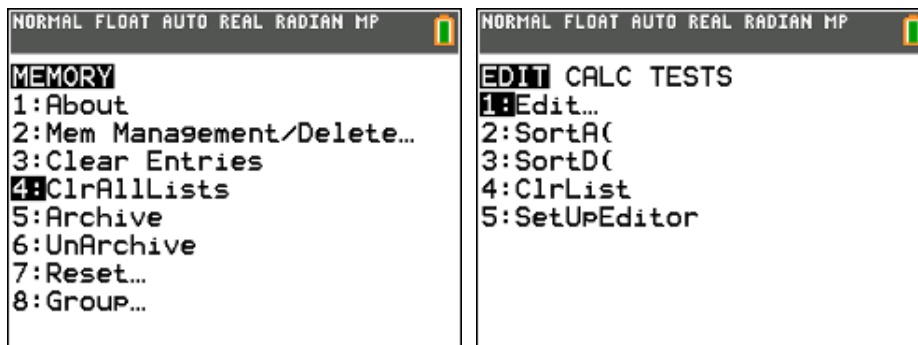 NORMAL FLOAT AUTO REAL RADIAN MP
MEMORY
1:About
2:Mem Management/Delete…
3:Clear Entries
4:ClrAllLists
5:Archive
6:UnArchive
7:Reset…
8:Group…
NORMAL FLOAT AUTO REAL RADIAN MP
EDIT CALC TESTS
1:Edit…
2:SortA(
3:SortD(
4:ClrList
5:SetUpEditor